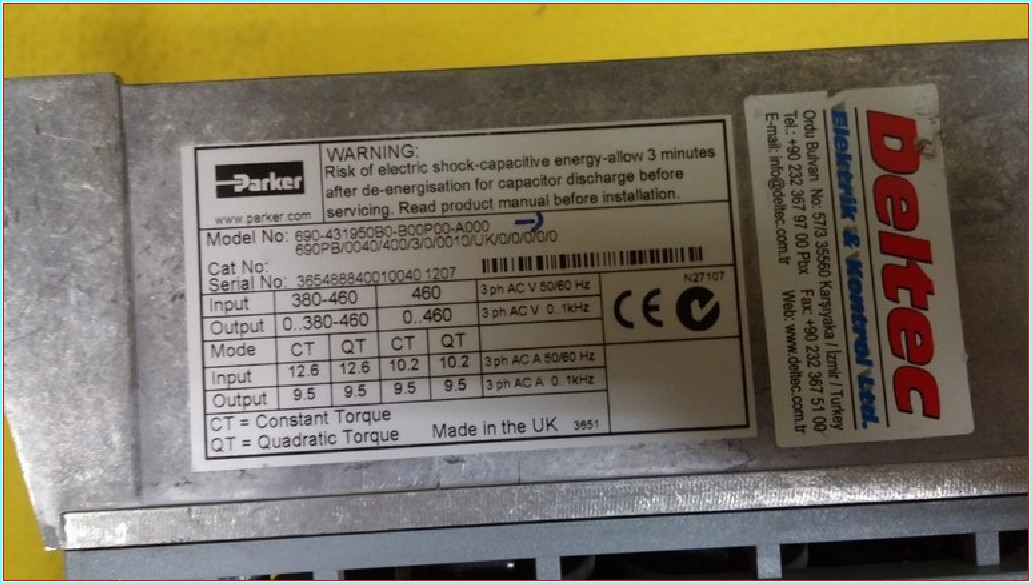 Parker
www.parker.com
WARNING:
Risk of electric shock-capacitive energy-allow 3 minutes
after de-energisation for capacitor discharge before
servicing. Read product manual before installation.
Model No: 690-431950B0-B00P00-A000
690PB/0040/400/3/0/0010/UK/0/0/0/0/0
Cat No:
Serial No: 3654888400100401207
N27107
Input 380-460 460 3 ph AC V 50/60 Hz
Output 0..380-460 0..460 3 ph AC V 0..1kHz
Mode CT QT CT QT
Input 12.6 12.6 10.2 10.2 3 ph AC A 50/60 Hz
Output 9.5 9.5 9.5 9.5 3 ph AC A 0..1kHz
CE
CT = Constant Torque
QT = Quadratic Torque Made in the UK 3651
Deltec
Elektrik & Kontrol Ltd.
Ordu Bulvarı No: 57/3 35560 Karşıyaka / Izmir / Turkey
Tel.: +90 232 367 97 00 Pbx Fax: +90 232 367 51 00
E-mail: info@deltec.com.tr Web: www.deltec.com.tr